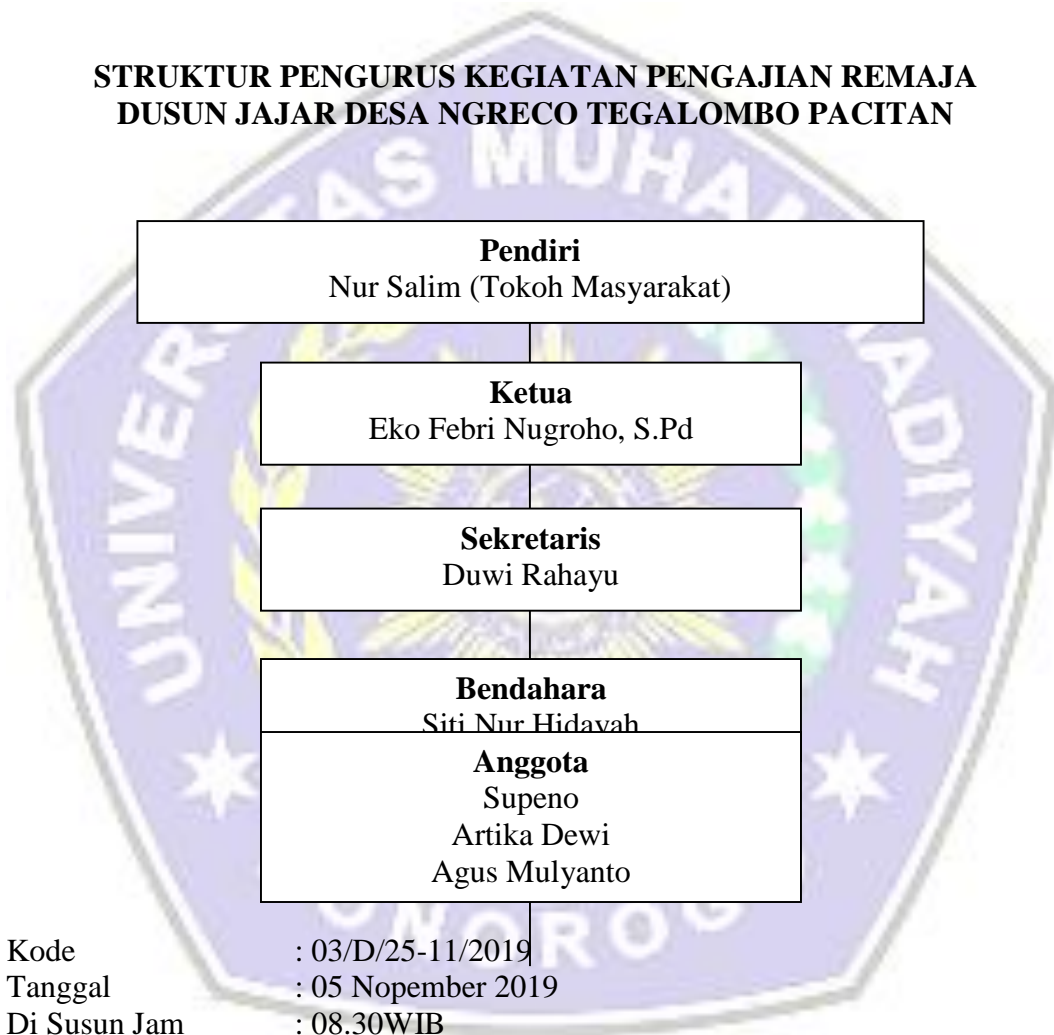 STRUKTUR PENGURUS KEGIATAN PENGAJIAN REMAJA
DUSUN JAJAR DESA NGRECO TEGALOMBO PACITAN
Pendiri
Nur Salim (Tokoh Masyarakat)
Ketua
Eko Febri Nugroho, S.Pd
Sekretaris
Duwi Rahayu
Bendahara
Siti Nur Hidayah
Anggota
Supeno
Artika Dewi
Agus Mulyanto
Kode : 03/D/25-11/2019
Tanggal : 05 Nopember 2019
Di Susun Jam : 08.30WIB